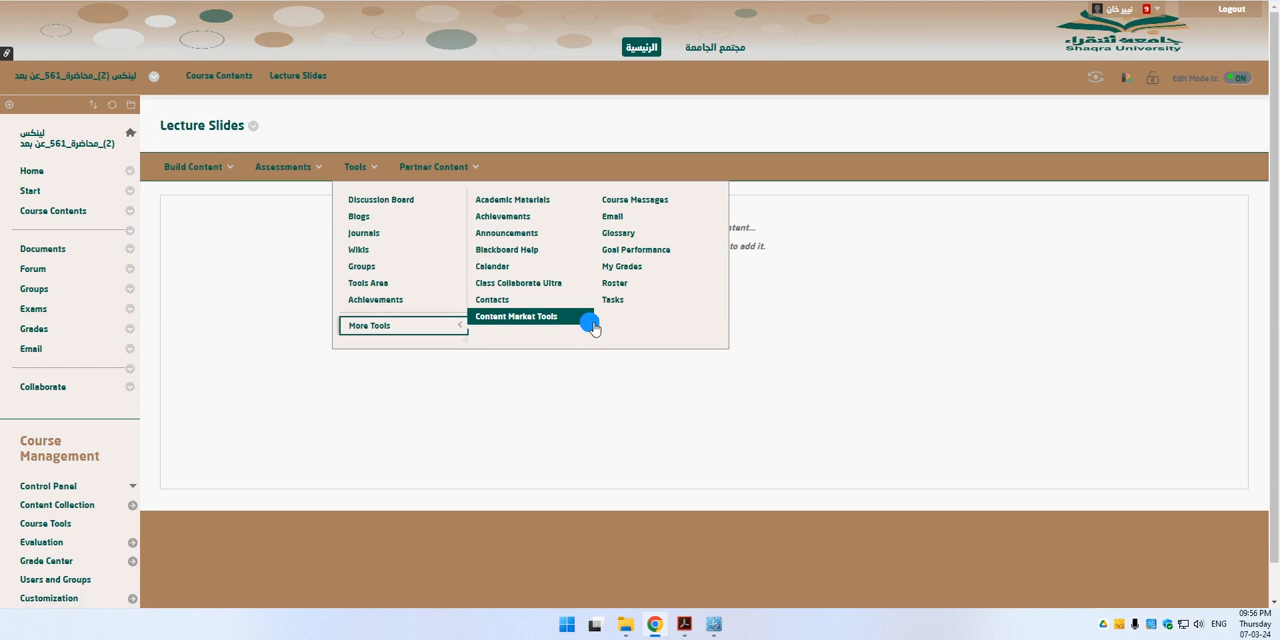 نيير خان
9
Logout
جامعة شقراء
Shaqra University
الرئيسية
مجتمع الجامعة
لينكس (2)_محاضرة_561_عن بعد
Course Contents
Lecture Slides
Edit Mode is:
ON
Lecture Slides
لينكس
(2)_محاضرة_561_عن بعد
Home
Start
Course Contents
Documents
Forum
Groups
Exams
Grades
Email
Collaborate
Course
Management
Control Panel
Content Collection
Course Tools
Evaluation
Grade Center
Users and Groups
Customization
Build Content
Assessments
Tools
Partner Content
Discussion Board
Blogs
Journals
Wikis
Groups
Tools Area
Achievements
More Tools
Academic Materials
Achievements
Announcements
Blackboard Help
Calendar
Class Collaborate Ultra
Contacts
Content Market Tools
Course Messages
Email
Glossary
Goal Performance
My Grades
Roster
Tasks
to add it.
ENG
09:56 PM
Thursday
07-03-24